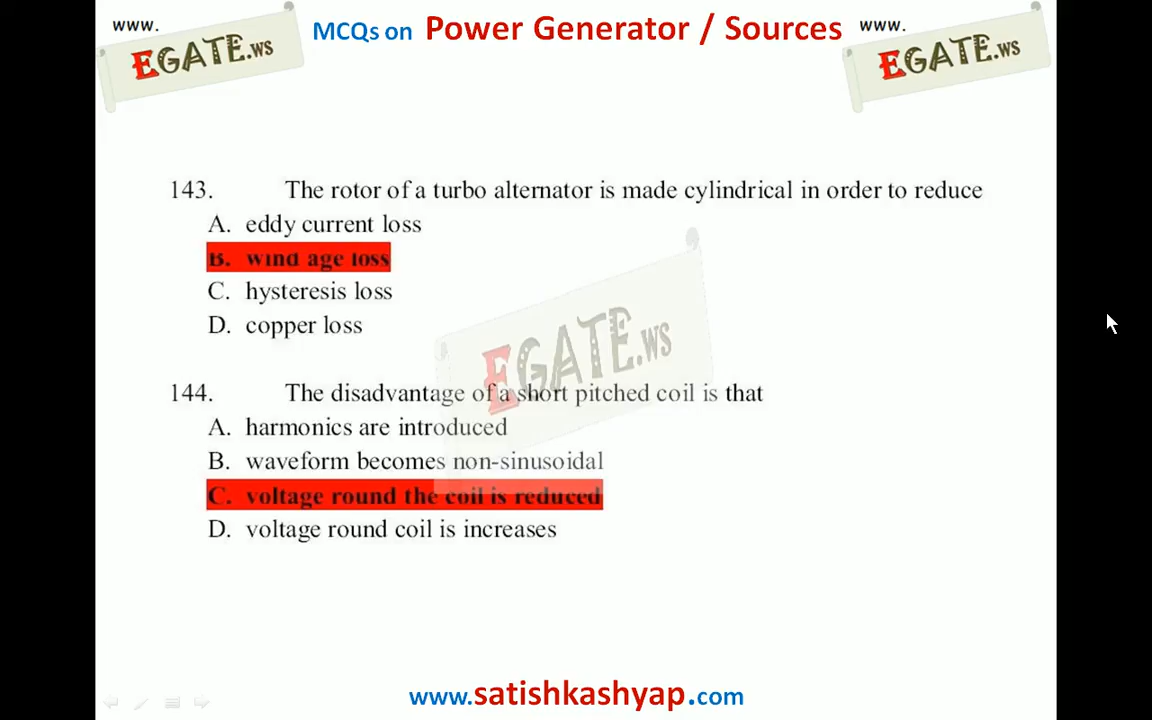 www.
EGATE.ws
MCQs on Power Generator / Sources
www.
EGATE.ws
143. The rotor of a turbo alternator is made cylindrical in order to reduce
A. eddy current loss
B. wind age loss
C. hysteresis loss
D. copper loss
EGATE.ws
144. The disadvantage of a short pitched coil is that
A. harmonics are introduced
B. waveform becomes non-sinusoidal
C. voltage round the coil is reduced
D. voltage round coil is increases
www.satishkashyap.com